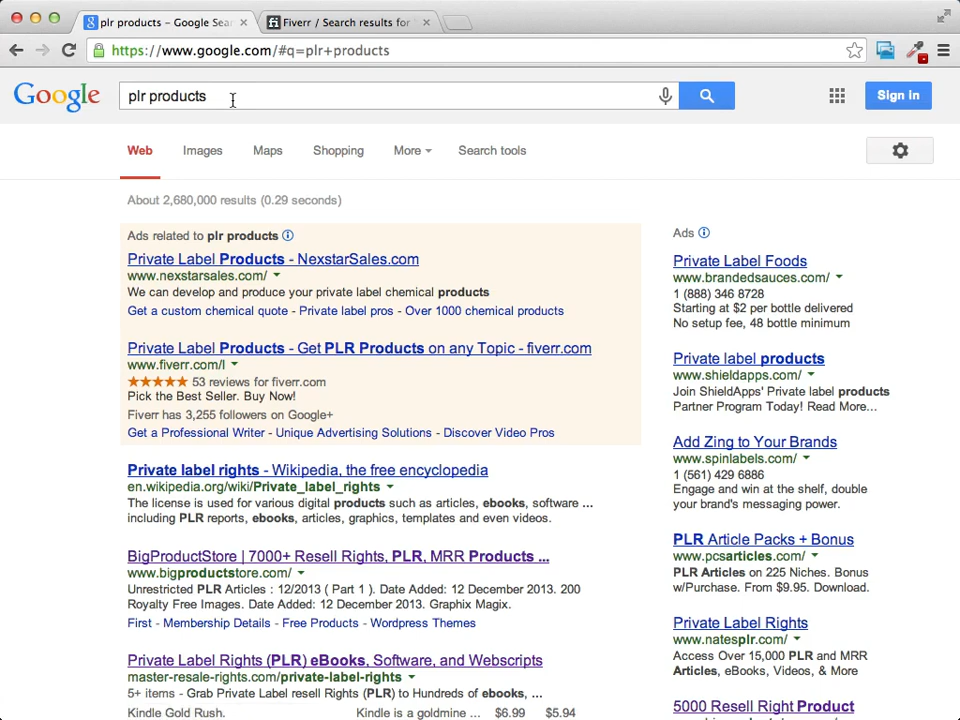 plr products – Google Sear
Fiverr / Search results for '
https://www.google.com/#q=plr+products
Google
plr products
Sign in
Web
Images
Maps
Shopping
More
Search tools
About 2,680,000 results (0.29 seconds)
Ads related to plr products
Private Label Products - NexstarSales.com
www.nexstarsales.com/
We can develop and produce your private label chemical products
Get a custom chemical quote - Private label pros - Over 1000 chemical products
Private Label Products - Get PLR Products on any Topic - fiverr.com
www.fiverr.com/l
★★★★★ 53 reviews for fiverr.com
Pick the Best Seller. Buy Now!
Fiverr has 3,255 followers on Google+
Get a Professional Writer - Unique Advertising Solutions - Discover Video Pros
Private label rights - Wikipedia, the free encyclopedia
en.wikipedia.org/wiki/Private_label_rights
The license is used for various digital products such as articles, ebooks, software ...
including PLR reports, ebooks, articles, graphics, templates and even videos.
BigProductStore | 7000+ Resell Rights, PLR, MRR Products ...
www.bigproductstore.com/
Unrestricted PLR Articles : 12/2013 ( Part 1 ). Date Added: 12 December 2013. 200
Royalty Free Images. Date Added: 12 December 2013. Graphix Magix.
First - Membership Details - Free Products - Wordpress Themes
Private Label Rights (PLR) eBooks, Software, and Webscripts
master-resale-rights.com/private-label-rights
5+ items - Grab Private Label resell Rights (PLR) to Hundreds of ebooks, ...
Kindle Gold Rush. Kindle is a goldmine ... $6.99 $5.94
Ads
Private Label Foods
www.brandedsauces.com/
1 (888) 346 8728
Starting at $2 per bottle delivered
No setup fee, 48 bottle minimum
Private label products
www.shieldapps.com/
Join ShieldApps' Private label products
Partner Program Today! Read More...
Add Zing to Your Brands
www.spinlabels.com/
1 (561) 429 6886
Engage and win at the shelf, double
your brand's messaging power.
PLR Article Packs + Bonus
www.pcsarticles.com/
PLR Articles on 225 Niches. Bonus
w/Purchase. From $9.95. Download.
Private Label Rights
www.natesplr.com/
Access Over 15,000 PLR and MRR
Articles, eBooks, Videos, & More
5000 Resell Right Product